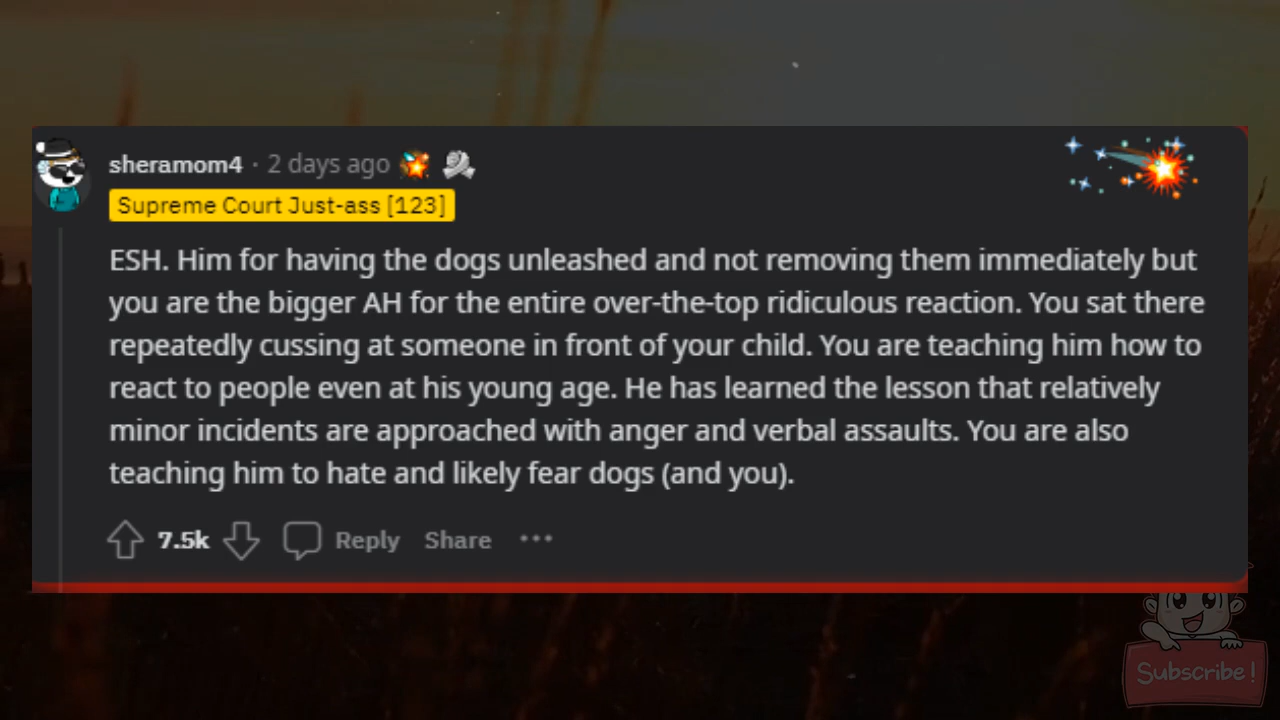 sheramom4 · 2 days ago
Supreme Court Just-ass [123]
ESH. Him for having the dogs unleashed and not removing them immediately but
you are the bigger AH for the entire over-the-top ridiculous reaction. You sat there
repeatedly cussing at someone in front of your child. You are teaching him how to
react to people even at his young age. He has learned the lesson that relatively
minor incidents are approached with anger and verbal assaults. You are also
teaching him to hate and likely fear dogs (and you).
7.5k Reply Share ···
Subscribe!